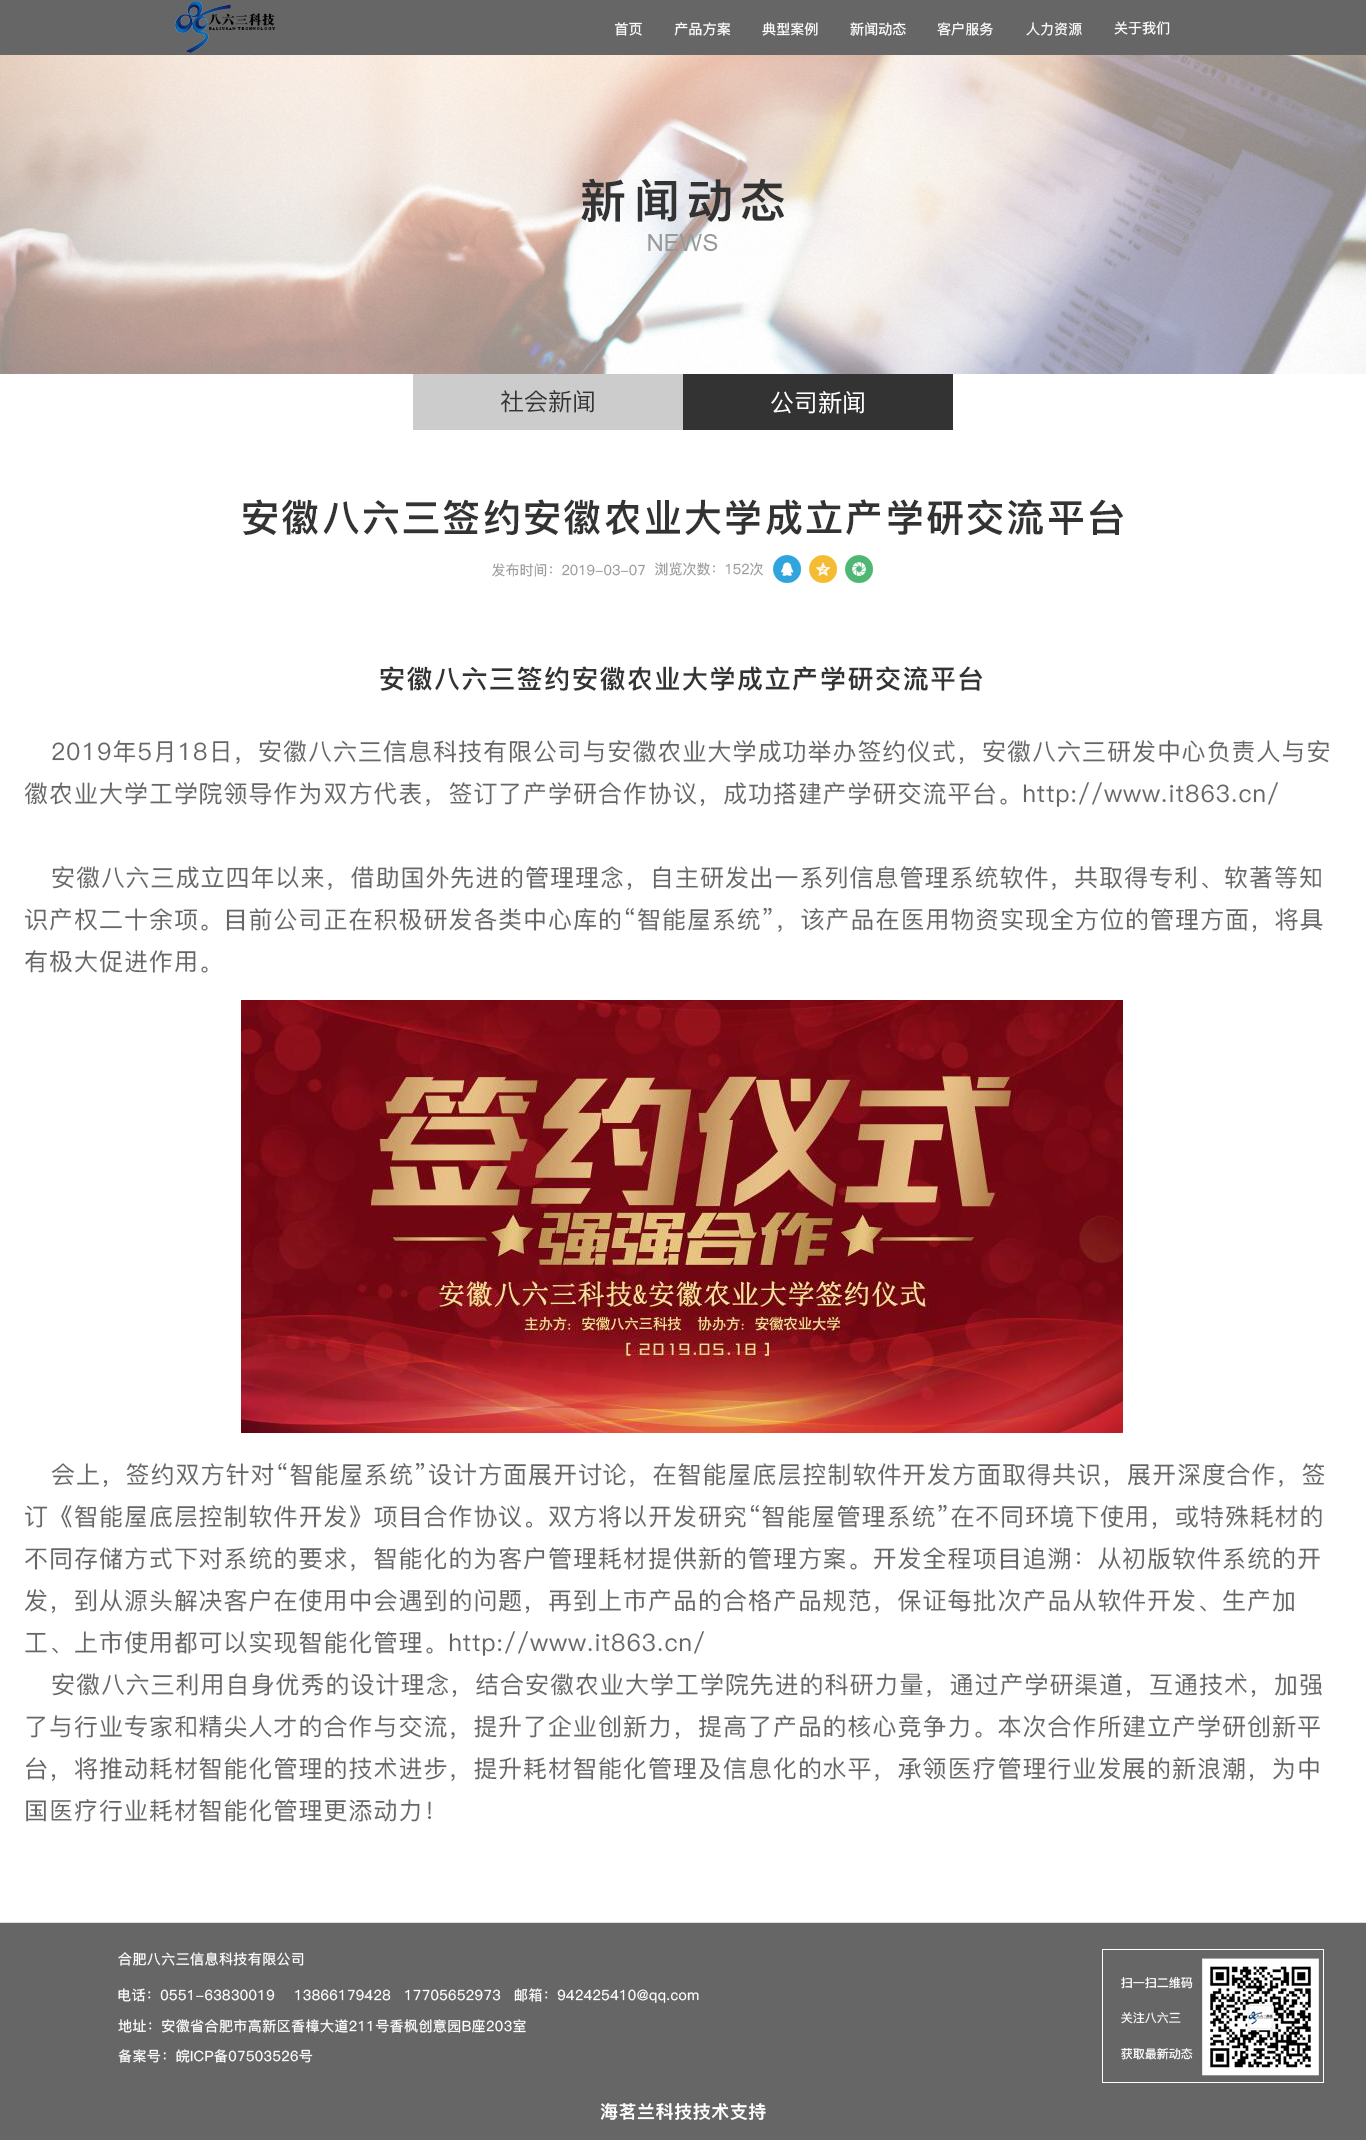 八六三科技
BALIUSAN TECHNOLOGY
首页 产品方案 典型案例 新闻动态 客户服务 人力资源 关于我们
新闻动态
NEWS
社会新闻 公司新闻
安徽八六三签约安徽农业大学成立产学研交流平台
发布时间：2019-03-07 浏览次数：152次
安徽八六三签约安徽农业大学成立产学研交流平台
2019年5月18日，安徽八六三信息科技有限公司与安徽农业大学成功举办签约仪式，安徽八六三研发中心负责人与安
徽农业大学工学院领导作为双方代表，签订了产学研合作协议，成功搭建产学研交流平台。http://www.it863.cn/
安徽八六三成立四年以来，借助国外先进的管理理念，自主研发出一系列信息管理系统软件，共取得专利、软著等知
识产权二十余项。目前公司正在积极研发各类中心库的“智能屋系统”，该产品在医用物资实现全方位的管理方面，将具
有极大促进作用。
签约仪式
强强合作
安徽八六三科技&安徽农业大学签约仪式
主办方：安徽八六三科技 协办方：安徽农业大学
[ 2019.05.18 ]
会上，签约双方针对“智能屋系统”设计方面展开讨论，在智能屋底层控制软件开发方面取得共识，展开深度合作，签
订《智能屋底层控制软件开发》项目合作协议。双方将以开发研究“智能屋管理系统”在不同环境下使用，或特殊耗材的
不同存储方式下对系统的要求，智能化的为客户管理耗材提供新的管理方案。开发全程项目追溯：从初版软件系统的开
发，到从源头解决客户在使用中会遇到的问题，再到上市产品的合格产品规范，保证每批次产品从软件开发、生产加
工、上市使用都可以实现智能化管理。http://www.it863.cn/
安徽八六三利用自身优秀的设计理念，结合安徽农业大学工学院先进的科研力量，通过产学研渠道，互通技术，加强
了与行业专家和精尖人才的合作与交流，提升了企业创新力，提高了产品的核心竞争力。本次合作所建立产学研创新平
台，将推动耗材智能化管理的技术进步，提升耗材智能化管理及信息化的水平，承领医疗管理行业发展的新浪潮，为中
国医疗行业耗材智能化管理更添动力！
合肥八六三信息科技有限公司
电话：0551-63830019 13866179428 17705652973 邮箱：942425410@qq.com
地址：安徽省合肥市高新区香樟大道211号香枫创意园B座203室
备案号：皖ICP备07503526号
扫一扫二维码
关注八六三
获取最新动态
海茗兰科技技术支持